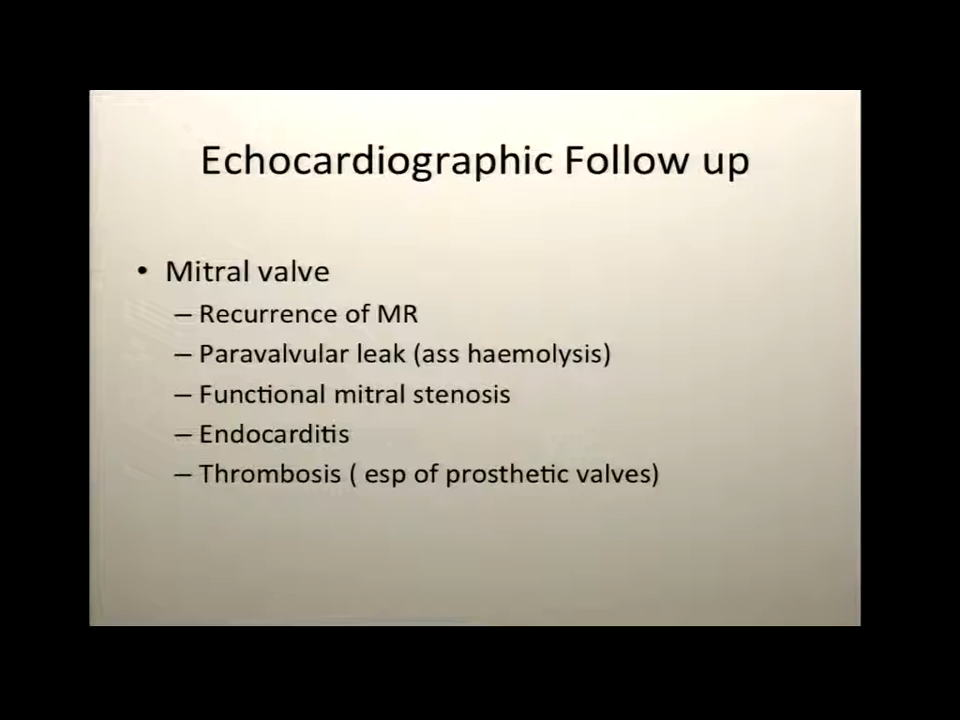 Echocardiographic Follow up
• Mitral valve
– Recurrence of MR
– Paravalvular leak (ass haemolysis)
– Functional mitral stenosis
– Endocarditis
– Thrombosis ( esp of prosthetic valves)